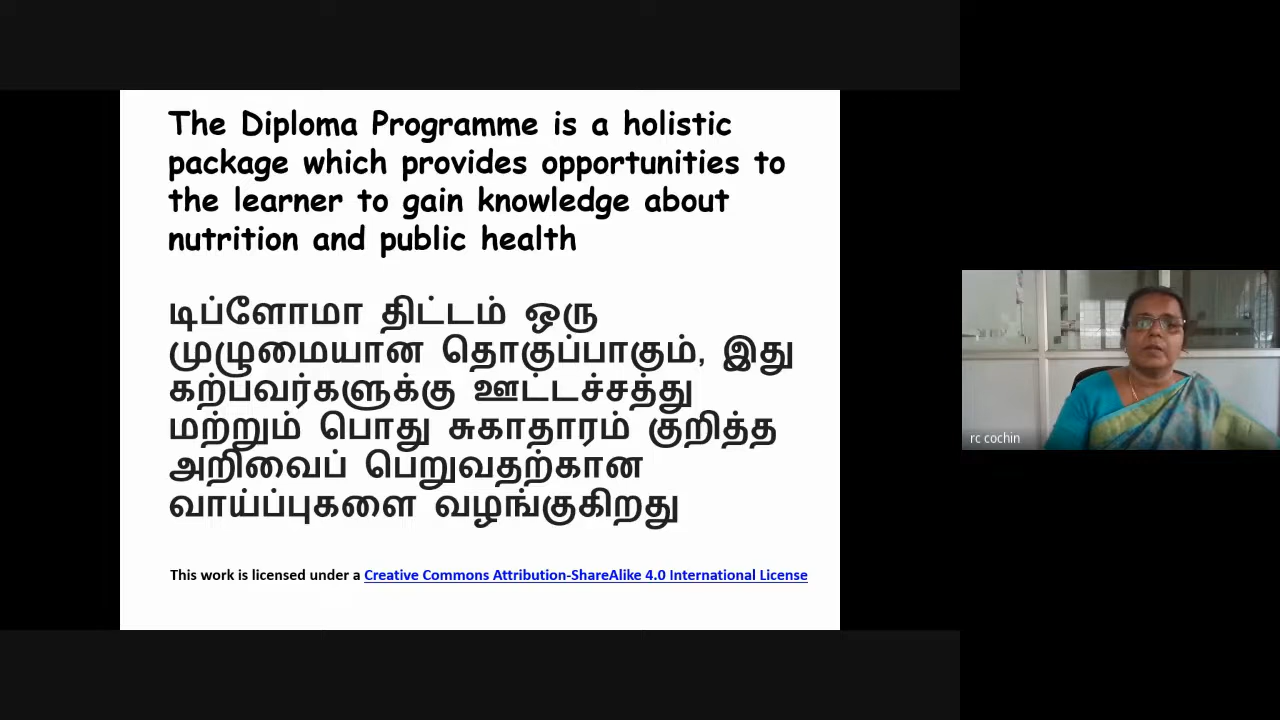 The Diploma Programme is a holistic
package which provides opportunities to
the learner to gain knowledge about
nutrition and public health
டிப்ளோமா திட்டம் ஒரு
முழுமையான தொகுப்பாகும், இது
கற்பவர்களுக்கு ஊட்டச்சத்து
மற்றும் பொது சுகாதாரம் குறித்த
அறிவைப் பெறுவதற்கான
வாய்ப்புகளை வழங்குகிறது
This work is licensed under a Creative Commons Attribution-ShareAlike 4.0 International License
rc cochin